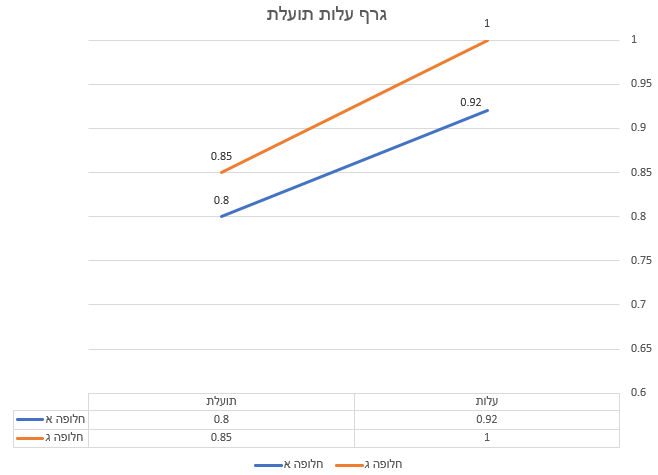 גרף עלות תועלת
1
0.92
0.85
0.8
1
0.95
0.9
0.85
0.8
0.75
0.7
0.65
0.6
עלות תועלת
חלופה א 0.92 0.8
חלופה ג 1 0.85
חלופה ג חלופה א